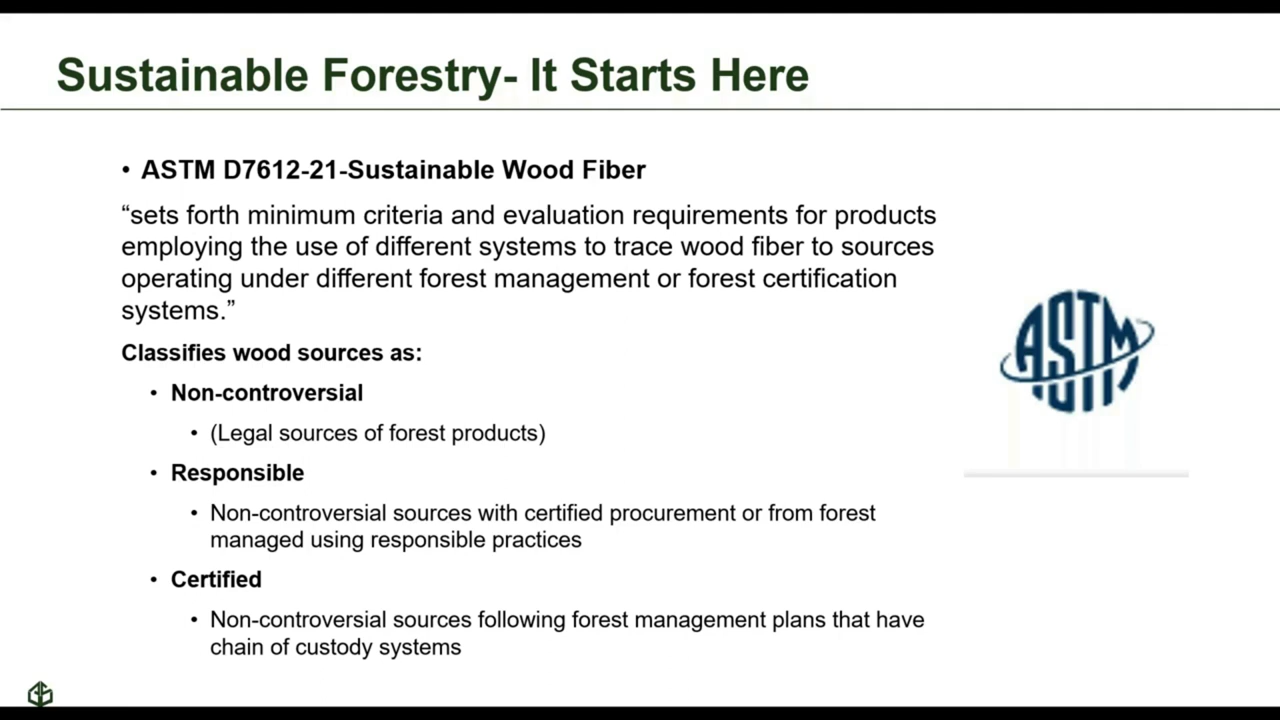 Sustainable Forestry- It Starts Here
• ASTM D7612-21-Sustainable Wood Fiber
“sets forth minimum criteria and evaluation requirements for products
employing the use of different systems to trace wood fiber to sources
operating under different forest management or forest certification
systems.”
Classifies wood sources as:
• Non-controversial
• (Legal sources of forest products)
• Responsible
• Non-controversial sources with certified procurement or from forest
managed using responsible practices
• Certified
• Non-controversial sources following forest management plans that have
chain of custody systems
ASTM